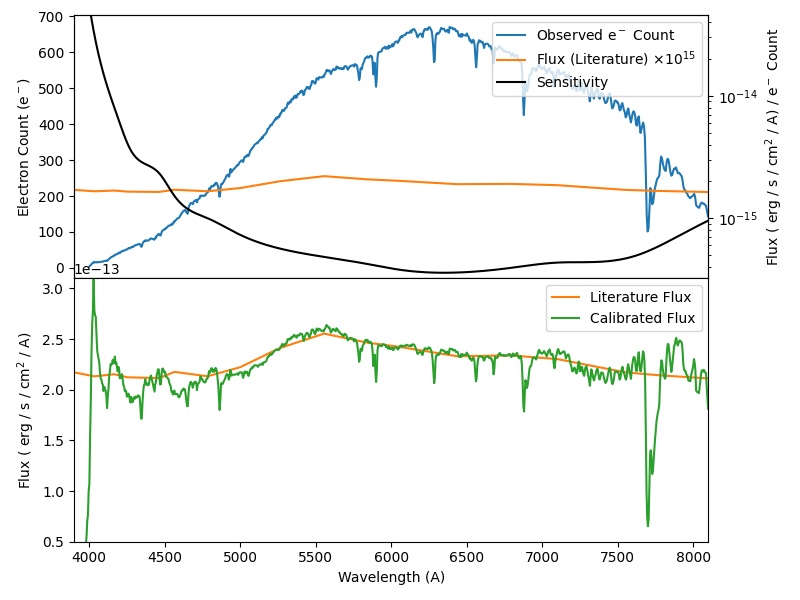 700
600
500
400
300
200
100
0
Electron Count (e⁻)
Observed e⁻ Count
Flux (Literature) ×10¹⁵
Sensitivity
10⁻¹⁴
10⁻¹⁵
Flux ( erg / s / cm² / A) / e⁻ Count
1e−13
3.0
2.5
2.0
1.5
1.0
0.5
Flux ( erg / s / cm² / A)
Literature Flux
Calibrated Flux
4000 4500 5000 5500 6000 6500 7000 7500 8000
Wavelength (A)